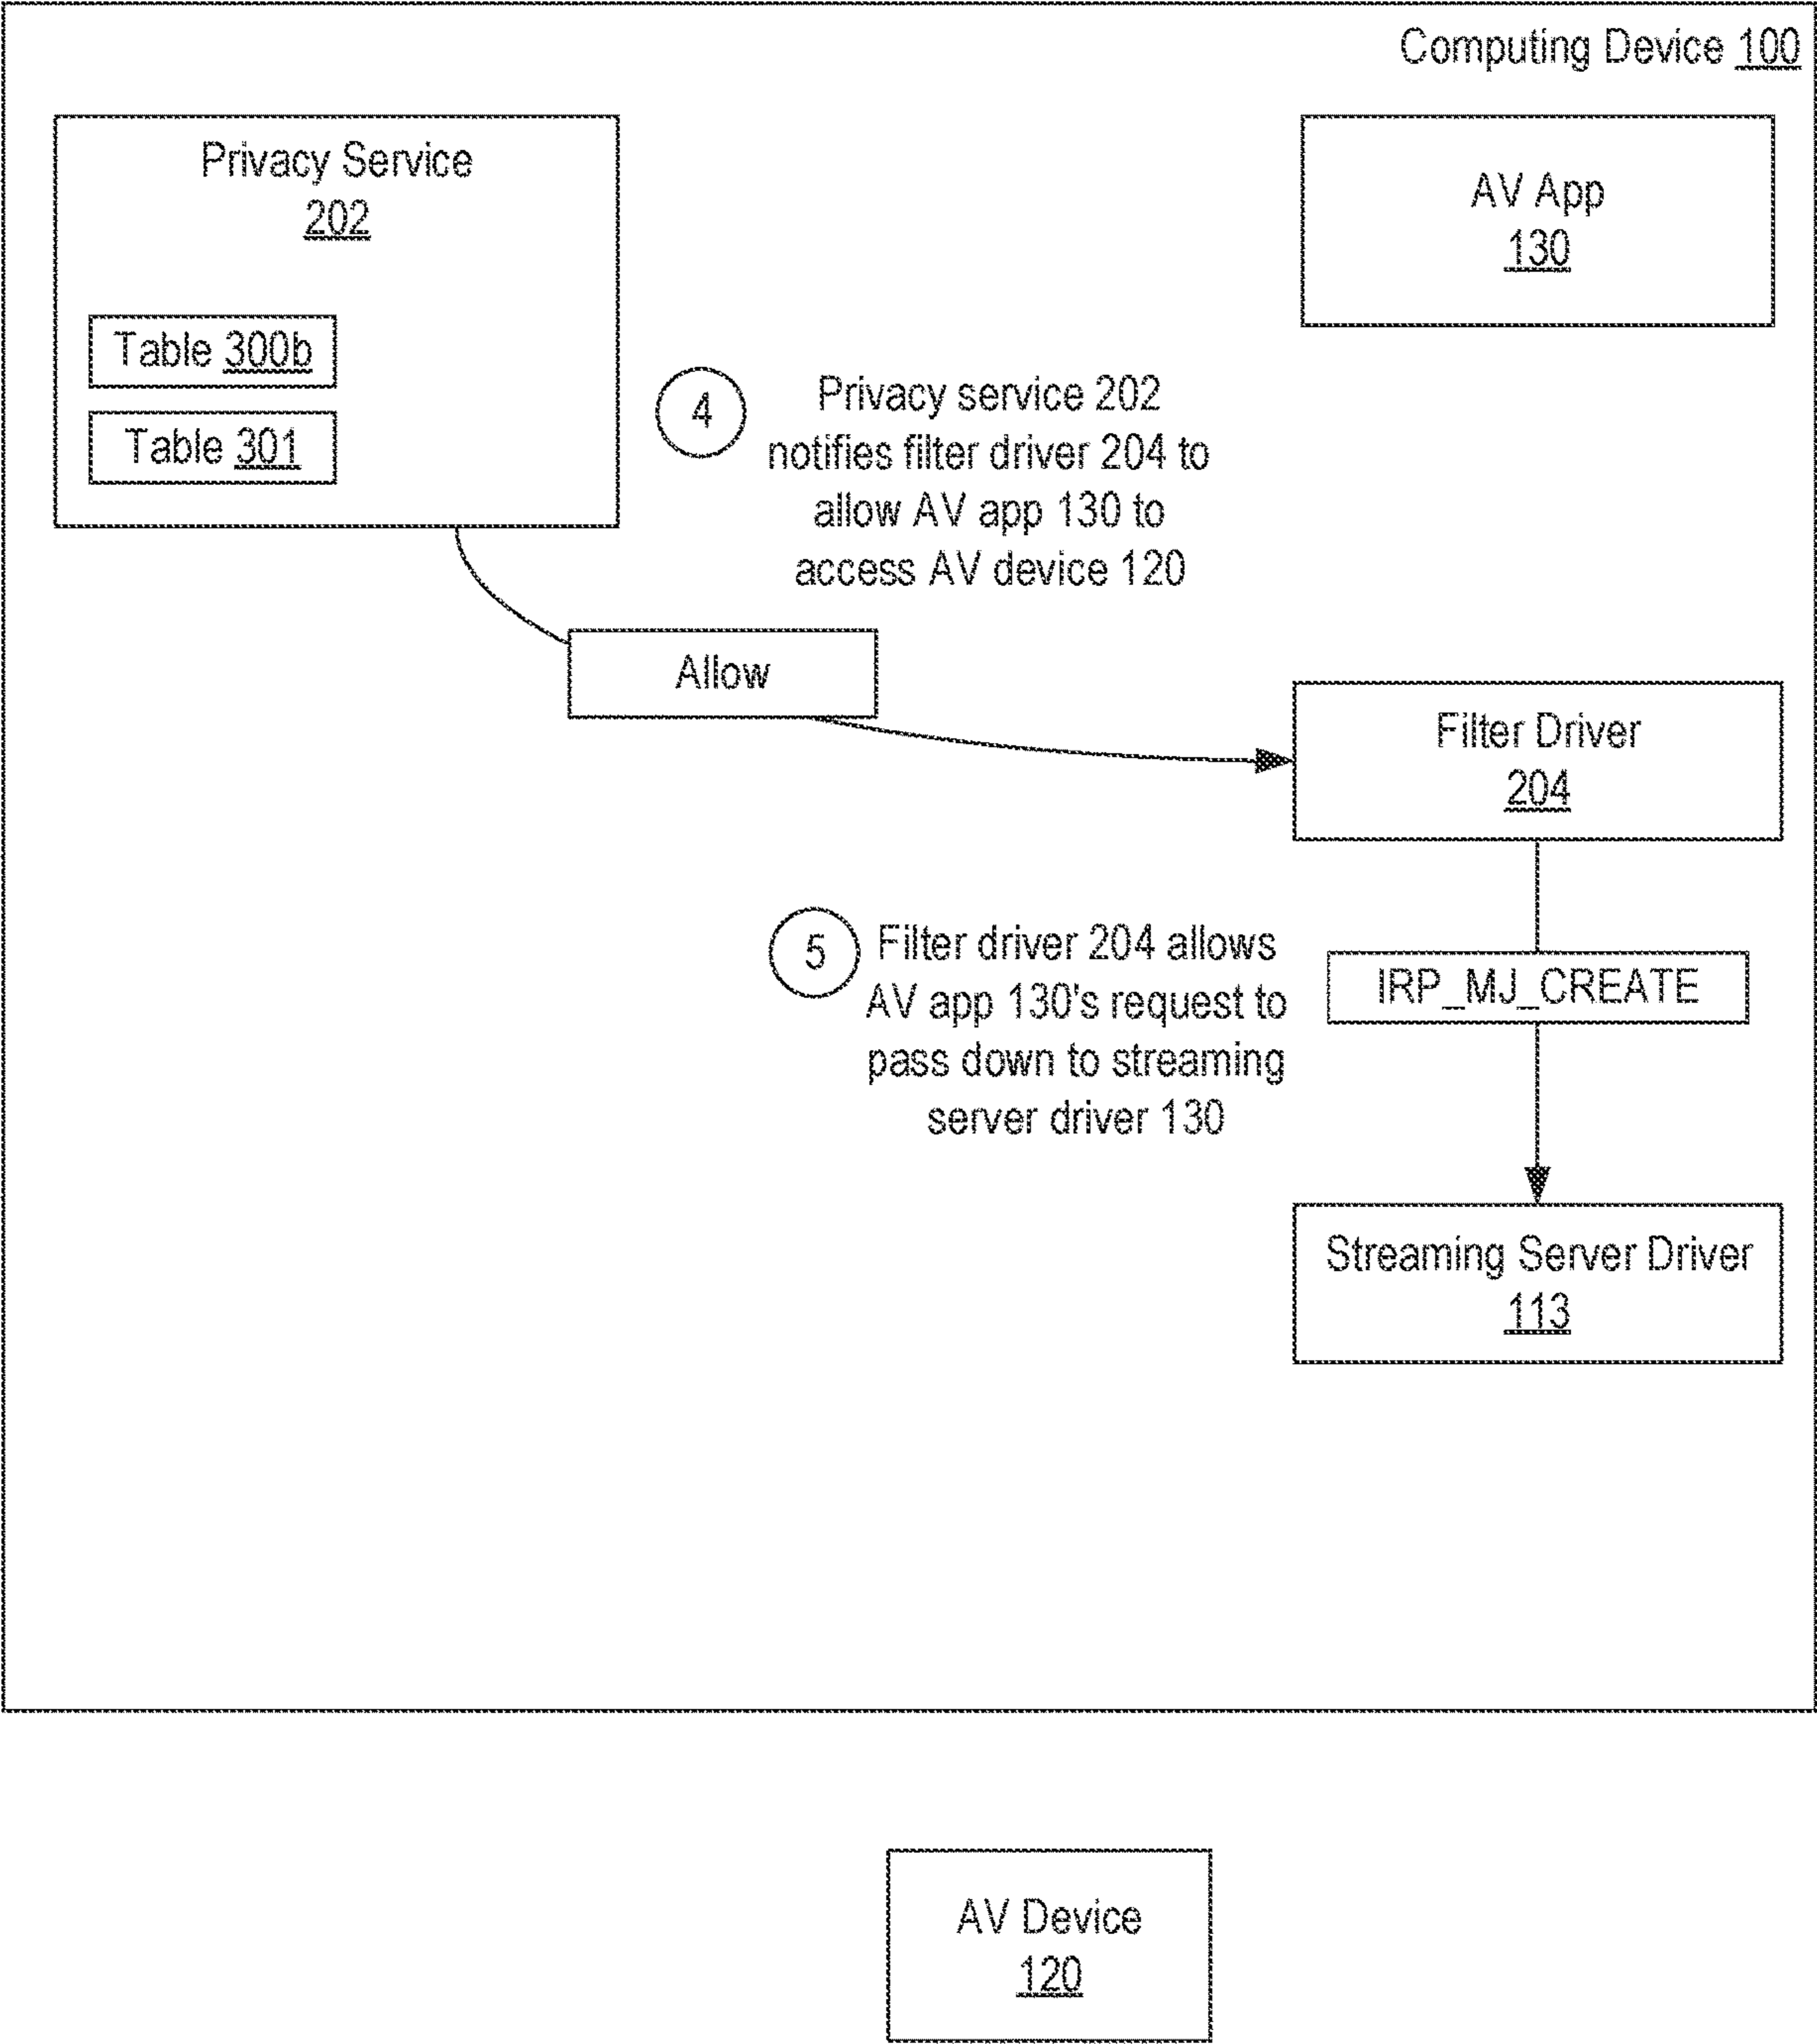 Computing Device 100
Privacy Service
202
Table 300b
Table 301
AV App
130
4
Privacy service 202
notifies filter driver 204 to
allow AV app 130 to
access AV device 120
Allow
Filter Driver
204
5
Filter driver 204 allows
AV app 130's request to
pass down to streaming
server driver 130
IRP_MJ_CREATE
Streaming Server Driver
113
AV Device
120